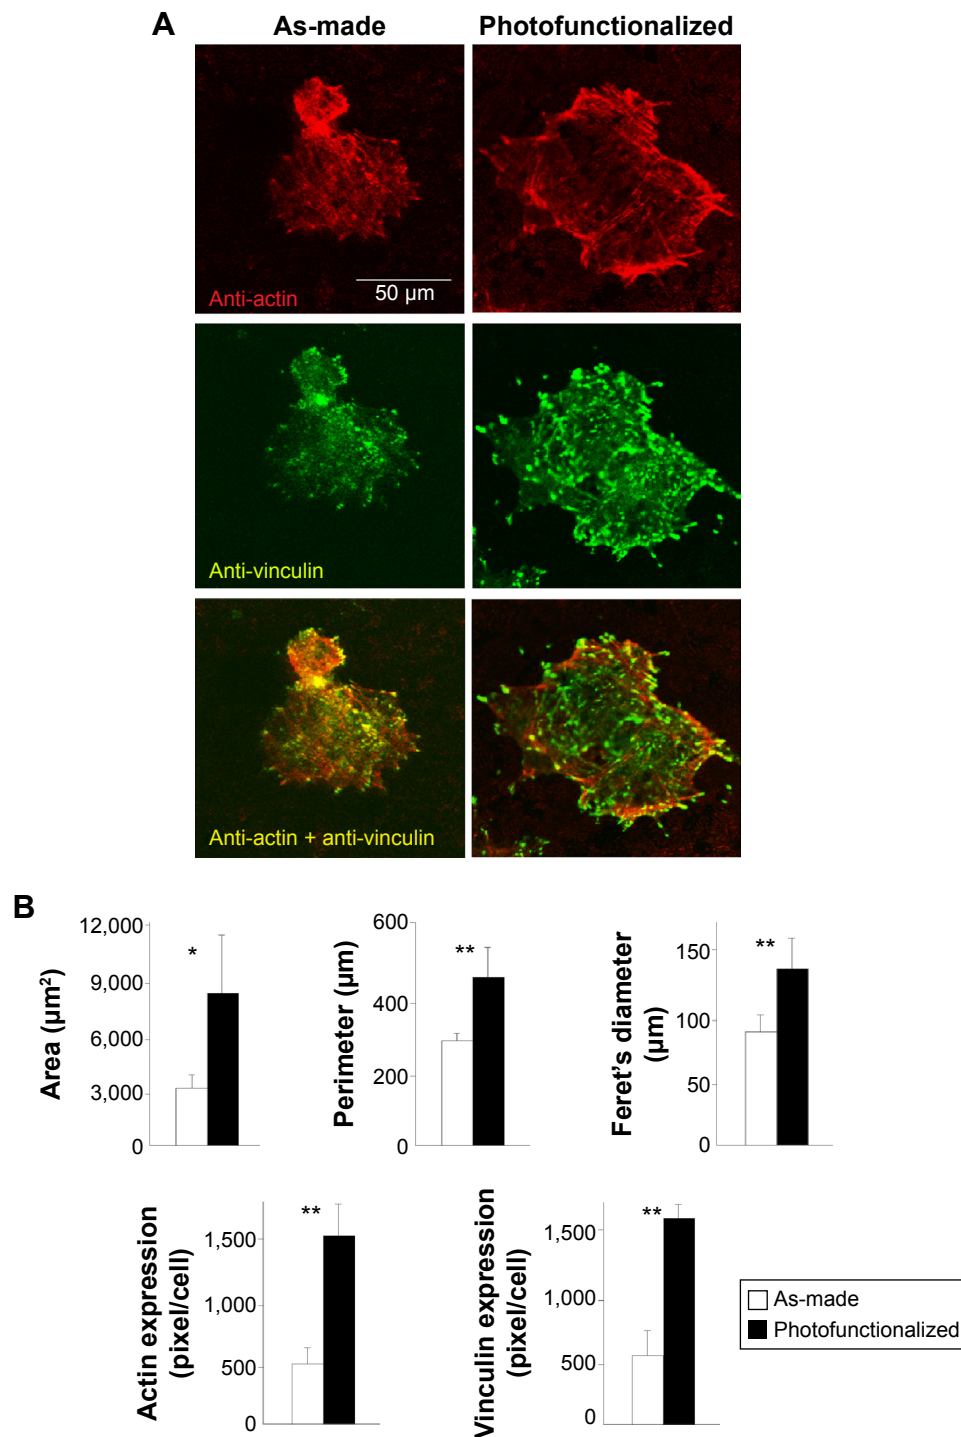 A
As-made
Photofunctionalized
Anti-actin
50 µm
Anti-vinculin
Anti-actin + anti-vinculin
B
Area (µm²)
12,000
9,000
6,000
3,000
0
*
Perimeter (µm)
600
400
200
0
**
Feret's diameter
(µm)
150
100
50
0
**
Actin expression
(pixel/cell)
1,500
1,000
500
0
**
Vinculin expression
(pixel/cell)
1,500
1,000
500
0
**
As-made
Photofunctionalized